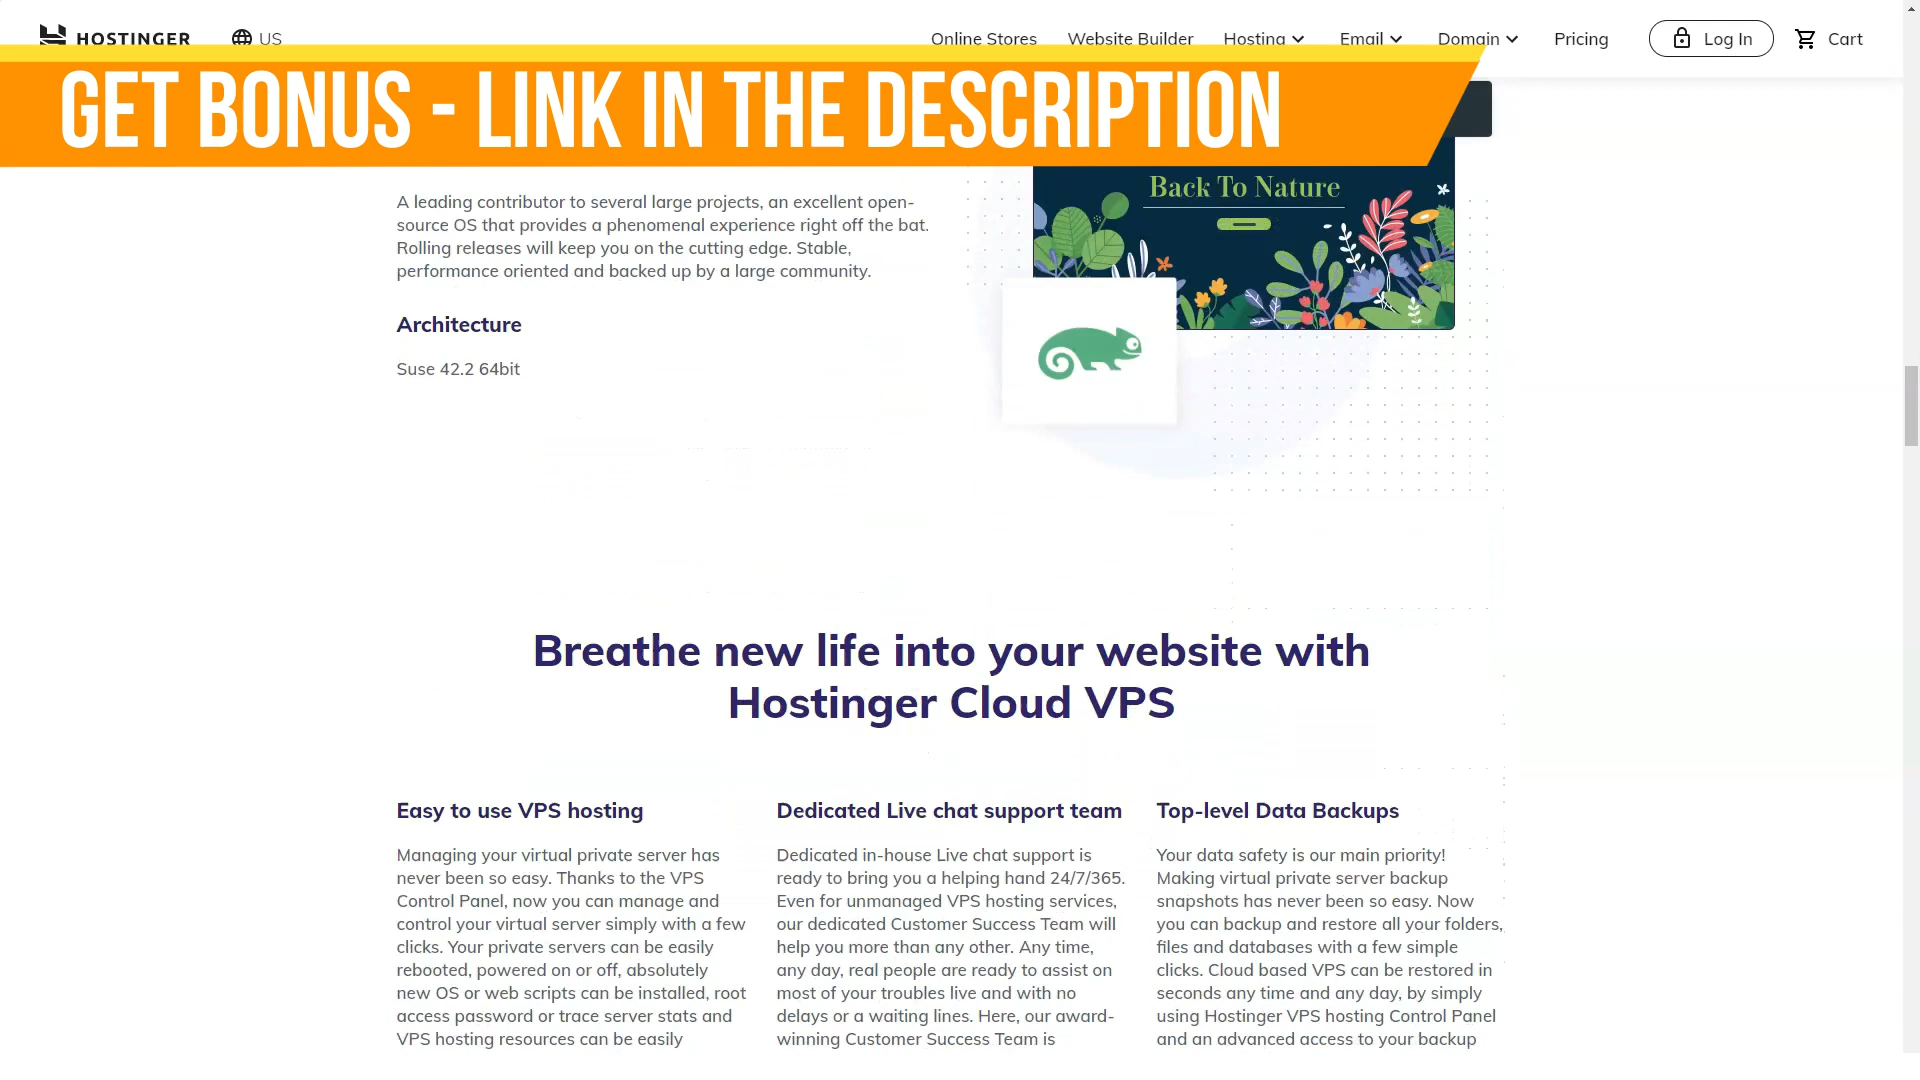 HOSTINGER
US
Online Stores
Website Builder
Hosting
Email
Domain
Pricing
Log In
Cart
GET BONUS - LINK IN THE DESCRIPTION
Back To Nature
A leading contributor to several large projects, an excellent open-
source OS that provides a phenomenal experience right off the bat.
Rolling releases will keep you on the cutting edge. Stable,
performance oriented and backed up by a large community.
Architecture
Suse 42.2 64bit
Breathe new life into your website with
Hostinger Cloud VPS
Easy to use VPS hosting
Managing your virtual private server has
never been so easy. Thanks to the VPS
Control Panel, now you can manage and
control your virtual server simply with a few
clicks. Your private servers can be easily
rebooted, powered on or off, absolutely
new OS or web scripts can be installed, root
access password or trace server stats and
VPS hosting resources can be easily
Dedicated Live chat support team
Dedicated in-house Live chat support is
ready to bring you a helping hand 24/7/365.
Even for unmanaged VPS hosting services,
our dedicated Customer Success Team will
help you more than any other. Any time,
any day, real people are ready to assist on
most of your troubles live and with no
delays or a waiting lines. Here, our award-
winning Customer Success Team is
Top-level Data Backups
Your data safety is our main priority!
Making virtual private server backup
snapshots has never been so easy. Now
you can backup and restore all your folders,
files and databases with a few simple
clicks. Cloud based VPS can be restored in
seconds any time and any day, by simply
using Hostinger VPS hosting Control Panel
and an advanced access to your backup